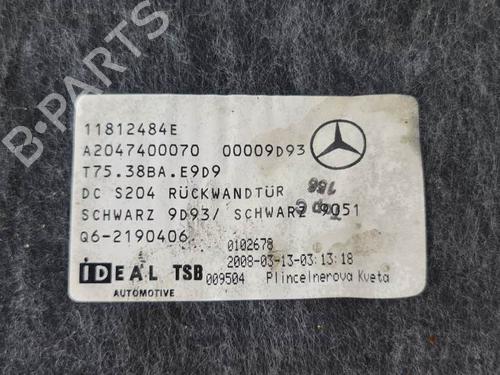 11812484E
A2047400070 00009D93
T75.38BA.E9D9
DC S204 RÜCKWANDTÜR
SCHWARZ 9D93/ SCHWARZ 9051
Q6-2190406
0102678
iDEAL TSB
AUTOMOTIVE
2008-03-13-03:13:18
009504 Plincelnerova Kveta
B-PARTS